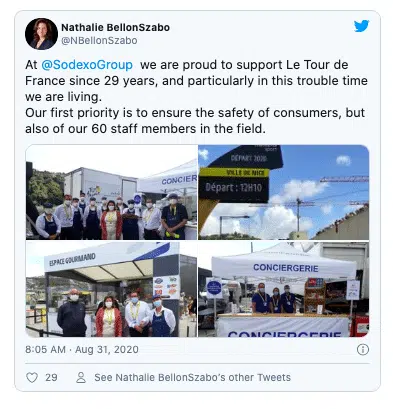 Nathalie BellonSzabo
@NBellonSzabo
At @SodexoGroup we are proud to support Le Tour de
France since 29 years, and particularly in this trouble time
we are living.
Our first priority is to ensure the safety of consumers, but
also of our 60 staff members in the field.
CONCIERGE
DÉPART 2020
VILLE DE NICE
Départ : 12H10
ESPACE GOURMAND
CONCIERGERIE
CONCIERGERIE
8:05 AM · Aug 31, 2020
29
See Nathalie BellonSzabo's other Tweets